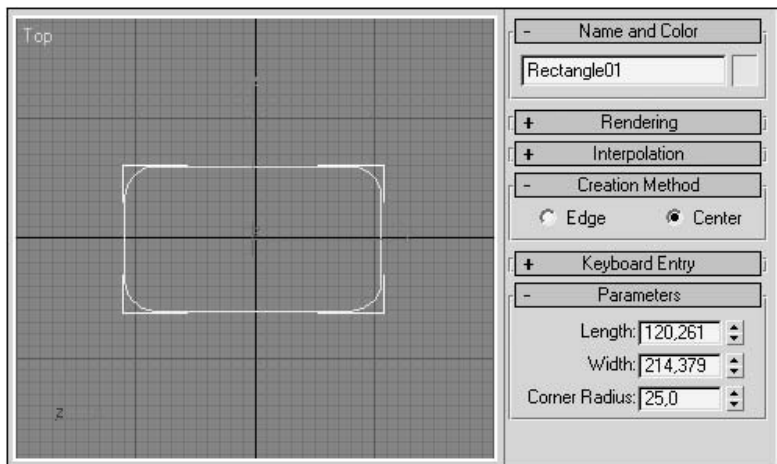 Top
z
- Name and Color
Rectangle01
+ Rendering
+ Interpolation
- Creation Method
Edge Center
+ Keyboard Entry
- Parameters
Length: 120,261
Width: 214,379
Corner Radius: 25,0